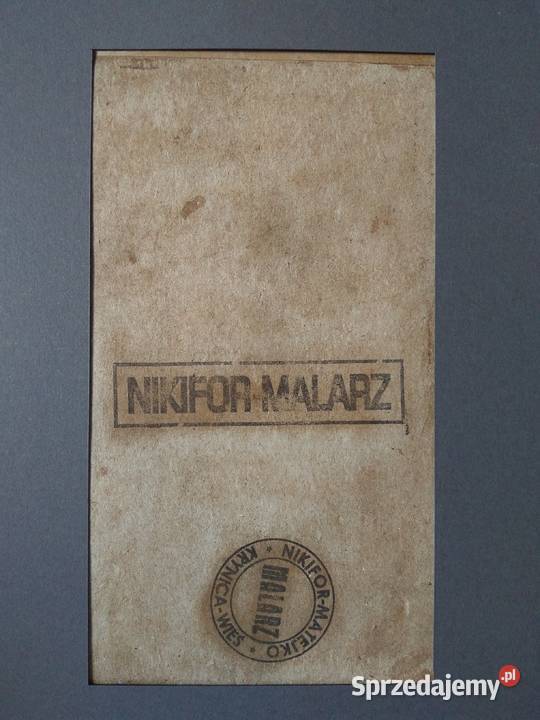 NIKIFOR MALARZ
NIKIFOR-MATEJKO * KRYNICA-WIEŚ *
MALARZ
Sprzedajemy.pl